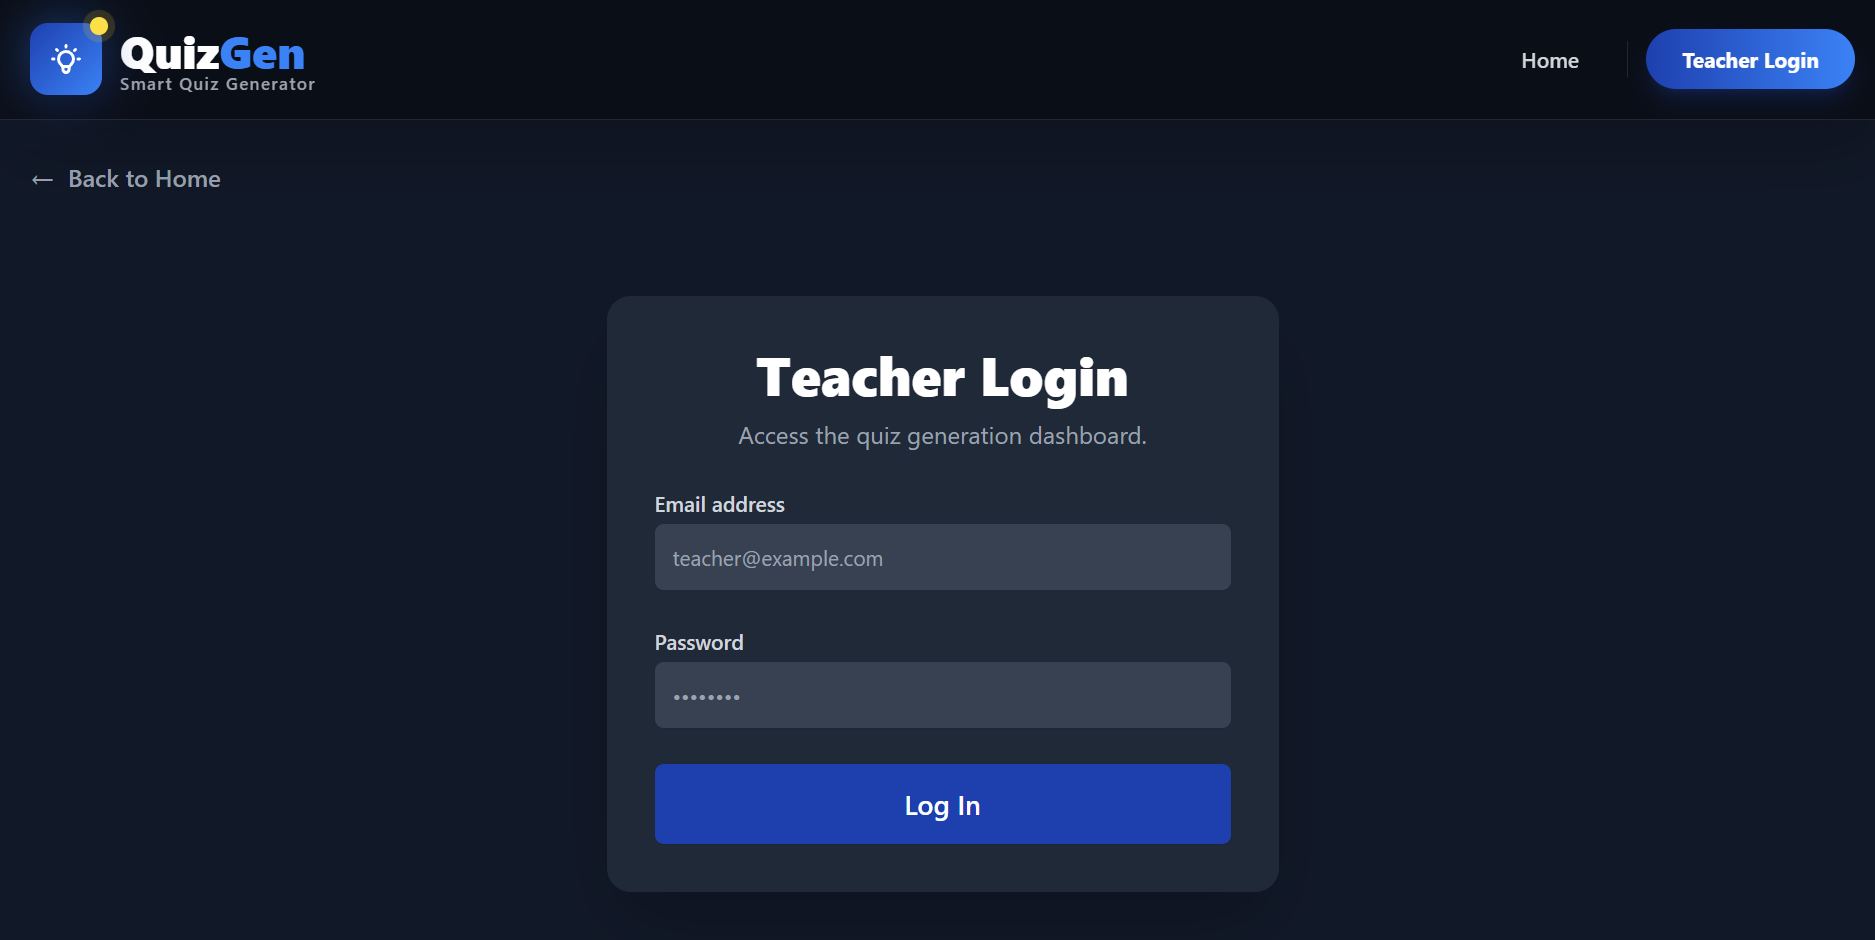 QuizGen
Smart Quiz Generator
Home
Teacher Login
← Back to Home
Teacher Login
Access the quiz generation dashboard.
Email address
teacher@example.com
Password
••••••••
Log In